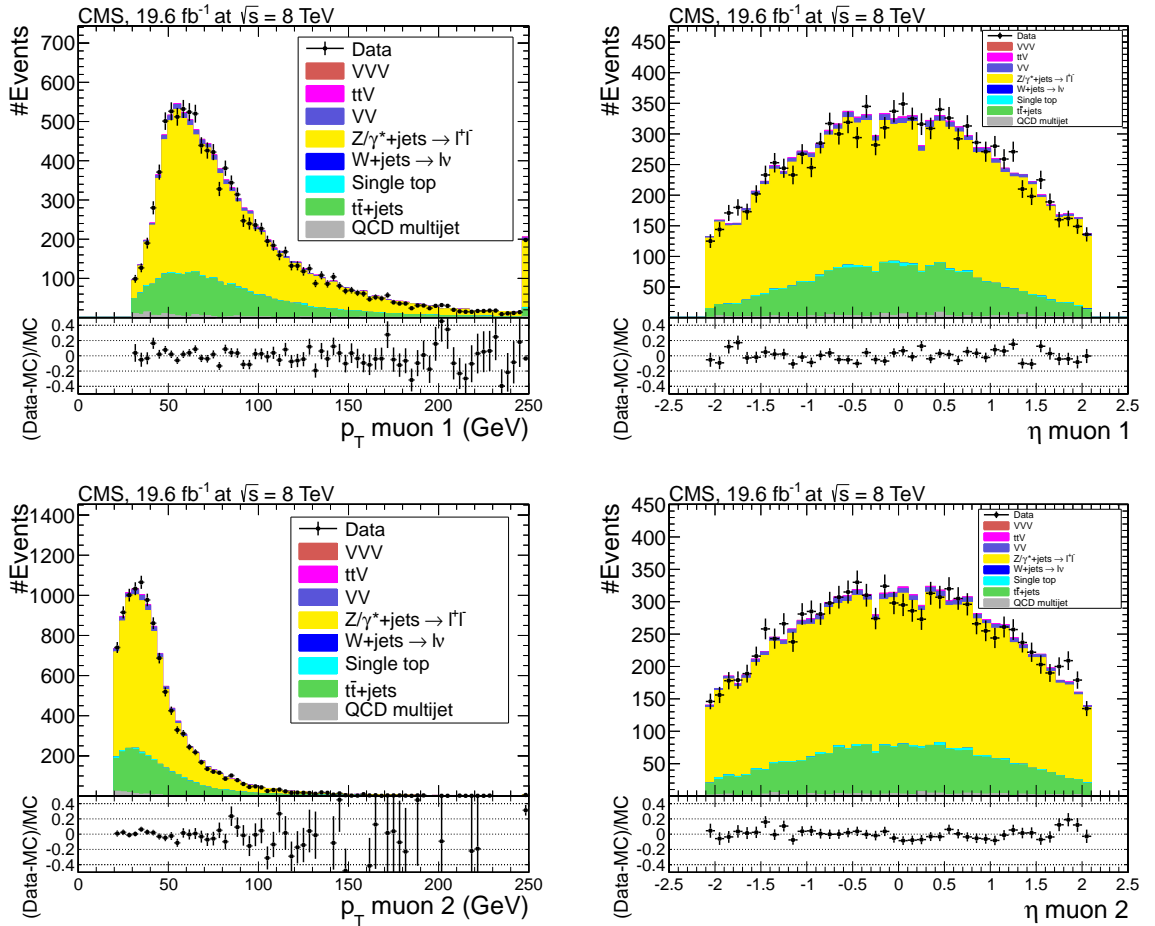 CMS, 19.6 fb⁻¹ at √s = 8 TeV
#Events
700
600
500
400
300
200
100
Data
VVV
ttV
VV
Z/γ*+jets → l⁺l⁻
W+jets → lν
Single top
tt̄+jets
QCD multijet
(Data-MC)/MC
0.4
0.2
0
-0.2
-0.4
0 50 100 150 200 250
p_T muon 1 (GeV)
CMS, 19.6 fb⁻¹ at √s = 8 TeV
#Events
450
400
350
300
250
200
150
100
50
Data
VVV
ttV
VV
Z/γ*+jets → l⁺l⁻
W+jets → lν
Single top
tt̄+jets
QCD multijet
(Data-MC)/MC
0.4
0.2
0
-0.2
-0.4
-2.5 -2 -1.5 -1 -0.5 0 0.5 1 1.5 2 2.5
η muon 1
CMS, 19.6 fb⁻¹ at √s = 8 TeV
#Events
1400
1200
1000
800
600
400
200
Data
VVV
ttV
VV
Z/γ*+jets → l⁺l⁻
W+jets → lν
Single top
tt̄+jets
QCD multijet
(Data-MC)/MC
0.4
0.2
0
-0.2
-0.4
0 50 100 150 200 250
p_T muon 2 (GeV)
CMS, 19.6 fb⁻¹ at √s = 8 TeV
#Events
450
400
350
300
250
200
150
100
50
Data
VVV
ttV
VV
Z/γ*+jets → l⁺l⁻
W+jets → lν
Single top
tt̄+jets
QCD multijet
(Data-MC)/MC
0.4
0.2
0
-0.2
-0.4
-2.5 -2 -1.5 -1 -0.5 0 0.5 1 1.5 2 2.5
η muon 2